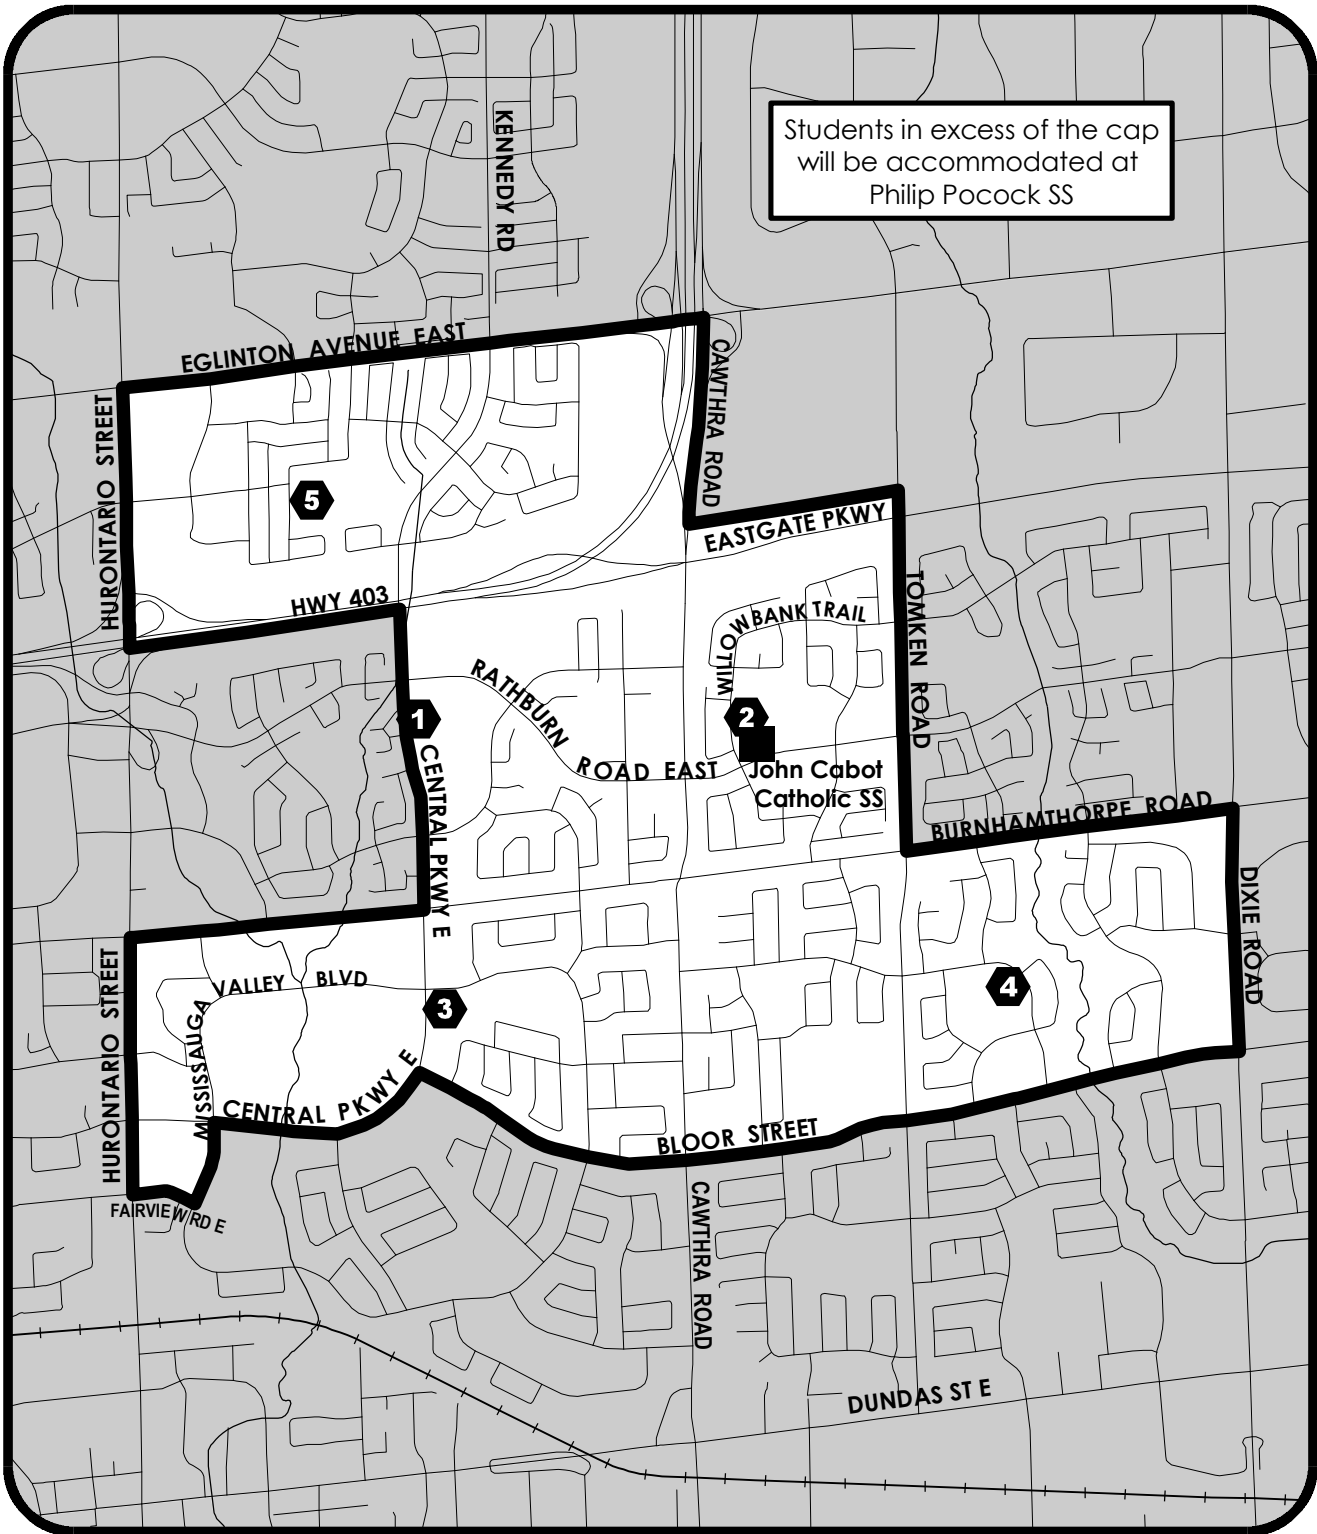 KENNEDY RD
Students in excess of the cap
will be accommodated at
Philip Pocock SS
EGLINTON AVENUE EAST
HURONTARIO STREET
CAWTHRA ROAD
5
EASTGATE PKWY
HWY 403
TOMKEN ROAD
WILLOWBANK TRAIL
RATHBURN
ROAD EAST
1
2
CENTRAL PKWY E
John Cabot
Catholic SS
BURNHAMTHORPE ROAD
DIXIE ROAD
HURONTARIO STREET
MISSISSAUGA
VALLEY BLVD
3
4
CENTRAL PKWY E
BLOOR STREET
FAIRVIEW RD E
CAWTHRA ROAD
DUNDAS ST E